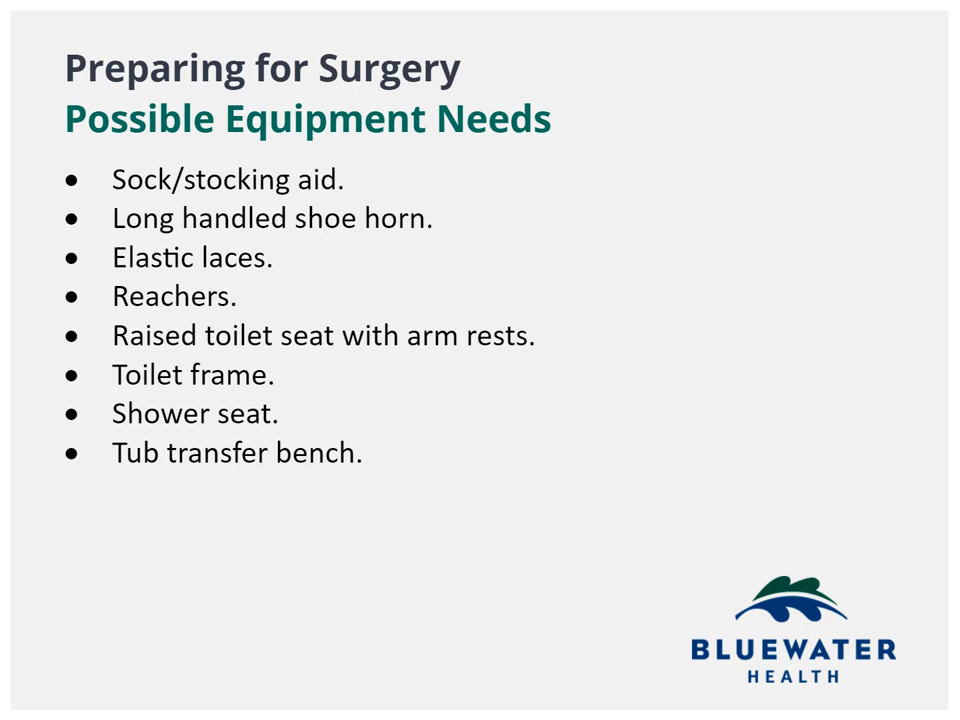 Preparing for Surgery
Possible Equipment Needs
• Sock/stocking aid.
• Long handled shoe horn.
• Elastic laces.
• Reachers.
• Raised toilet seat with arm rests.
• Toilet frame.
• Shower seat.
• Tub transfer bench.
BLUEWATER
HEALTH